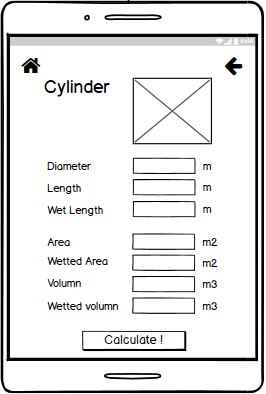 Cylinder
Diameter m
Length m
Wet Length m
Area m2
Wetted Area m2
Volumn m3
Wetted volumn m3
Calculate !